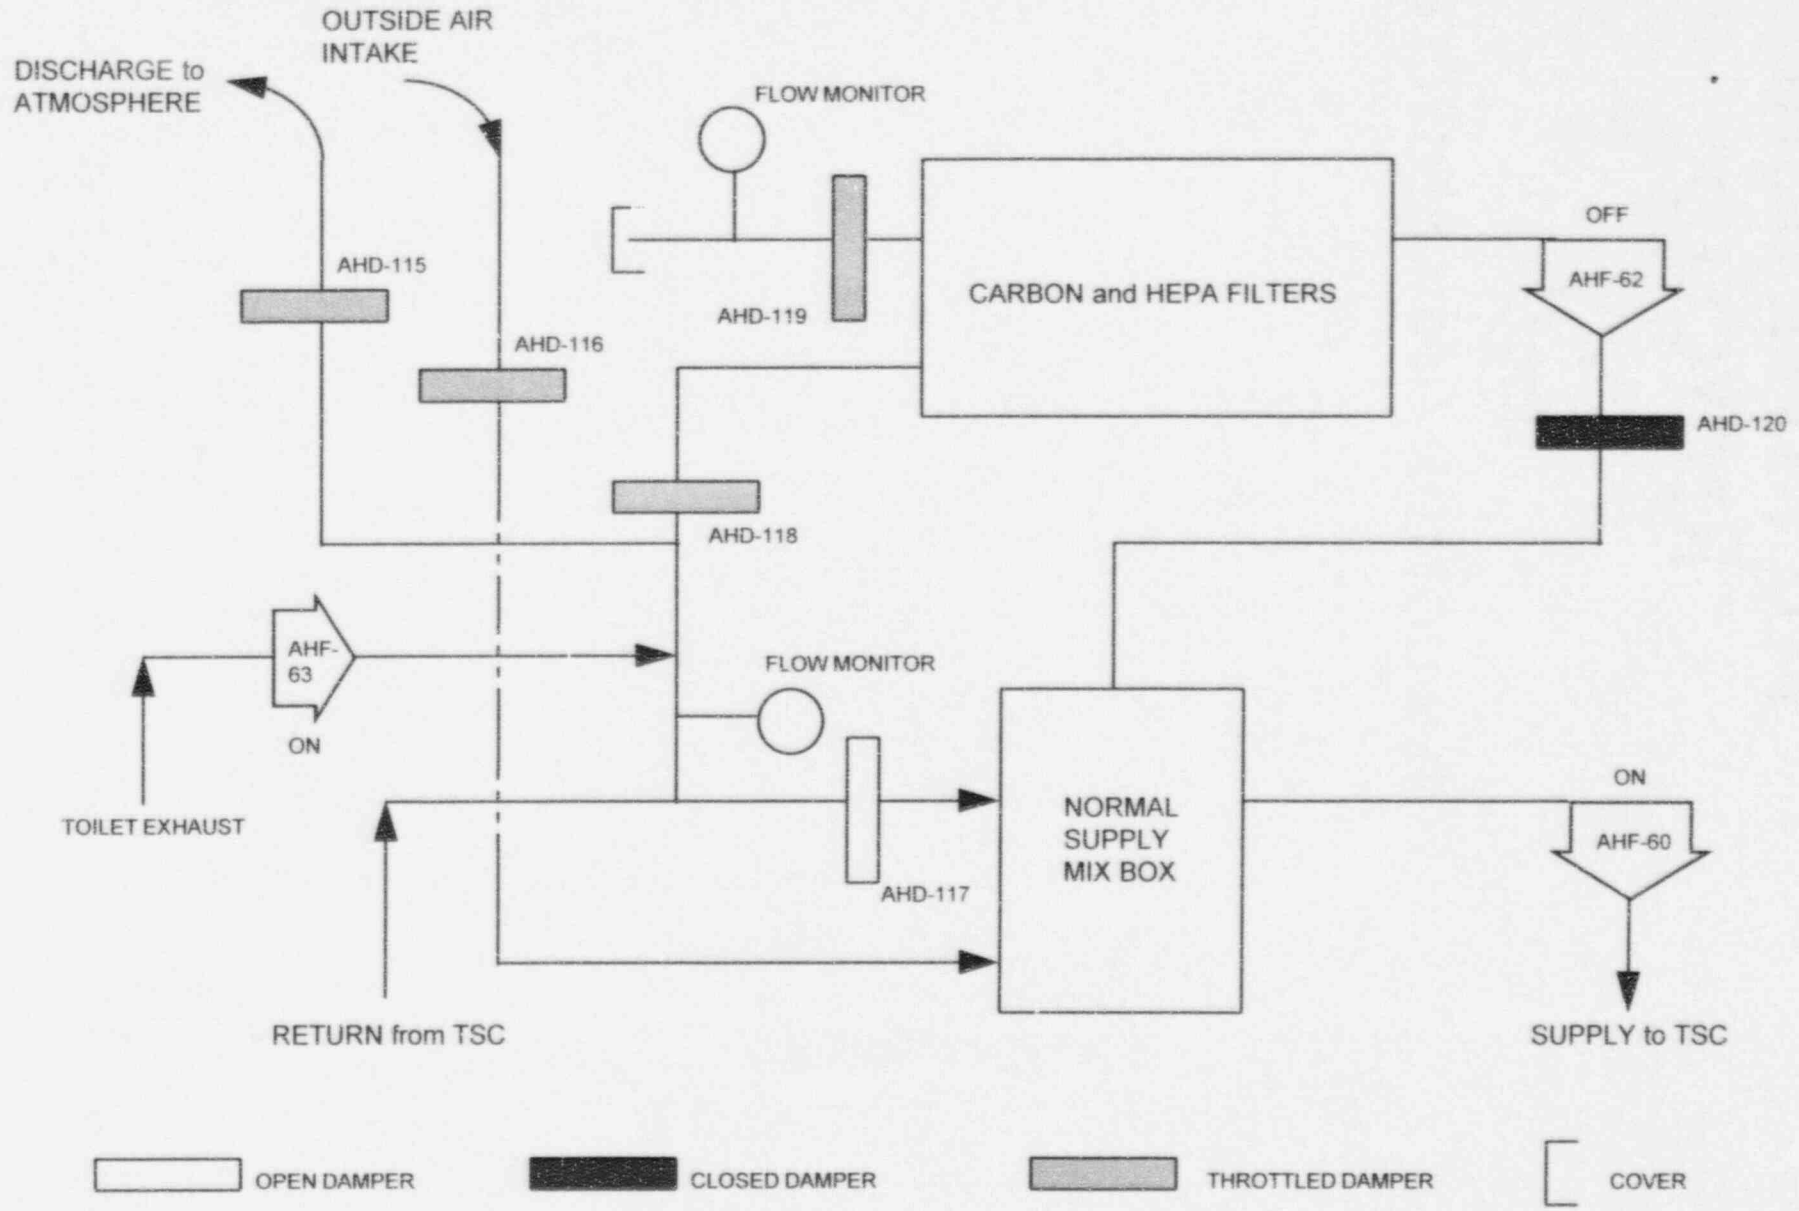 OUTSIDE AIR
INTAKE
DISCHARGE to
ATMOSPHERE
FLOW MONITOR
OFF
AHD-115
AHF-62
CARBON and HEPA FILTERS
AHD-119
AHD-116
AHD-120
AHD-118
AHF-
63
FLOW MONITOR
ON
ON
TOILET EXHAUST
NORMAL
SUPPLY
MIX BOX
AHF-60
AHD-117
RETURN from TSC
SUPPLY to TSC
OPEN DAMPER
CLOSED DAMPER
THROTTLED DAMPER
COVER